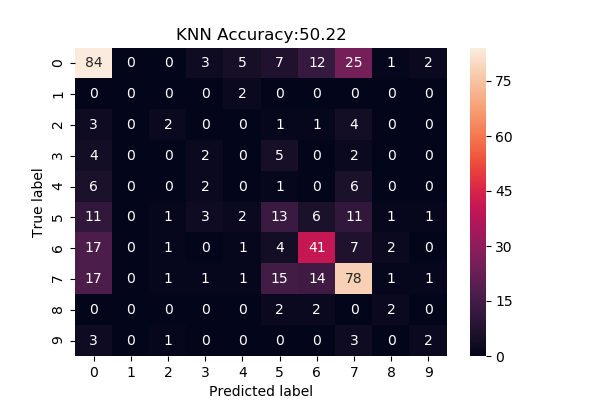 KNN Accuracy:50.22
0 84 0 0 3 5 7 12 25 1 2
1 0 0 0 0 2 0 0 0 0 0
2 3 0 2 0 0 1 1 4 0 0
3 4 0 0 2 0 5 0 2 0 0
4 6 0 0 2 0 1 0 6 0 0
5 11 0 1 3 2 13 6 11 1 1
6 17 0 1 0 1 4 41 7 2 0
7 17 0 1 1 1 15 14 78 1 1
8 0 0 0 0 0 2 2 0 2 0
9 3 0 1 0 0 0 0 3 0 2
0 1 2 3 4 5 6 7 8 9
True label
Predicted label
75
60
45
30
15
0